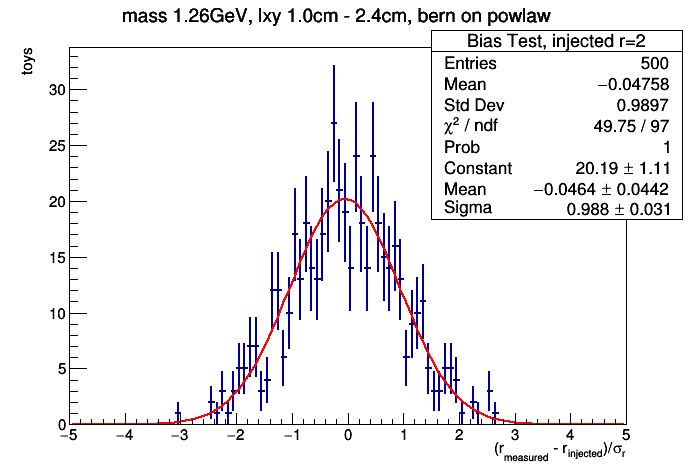 mass 1.26GeV, lxy 1.0cm - 2.4cm, bern on powlaw
toys
Bias Test, injected r=2
Entries 500
Mean −0.04758
Std Dev 0.9897
χ² / ndf 49.75 / 97
Prob 1
Constant 20.19 ± 1.11
Mean −0.0464 ± 0.0442
Sigma 0.988 ± 0.031
30
25
20
15
10
5
0
−5 −4 −3 −2 −1 0 1 2 3 4 5
(r_measured - r_injected)/σ_r